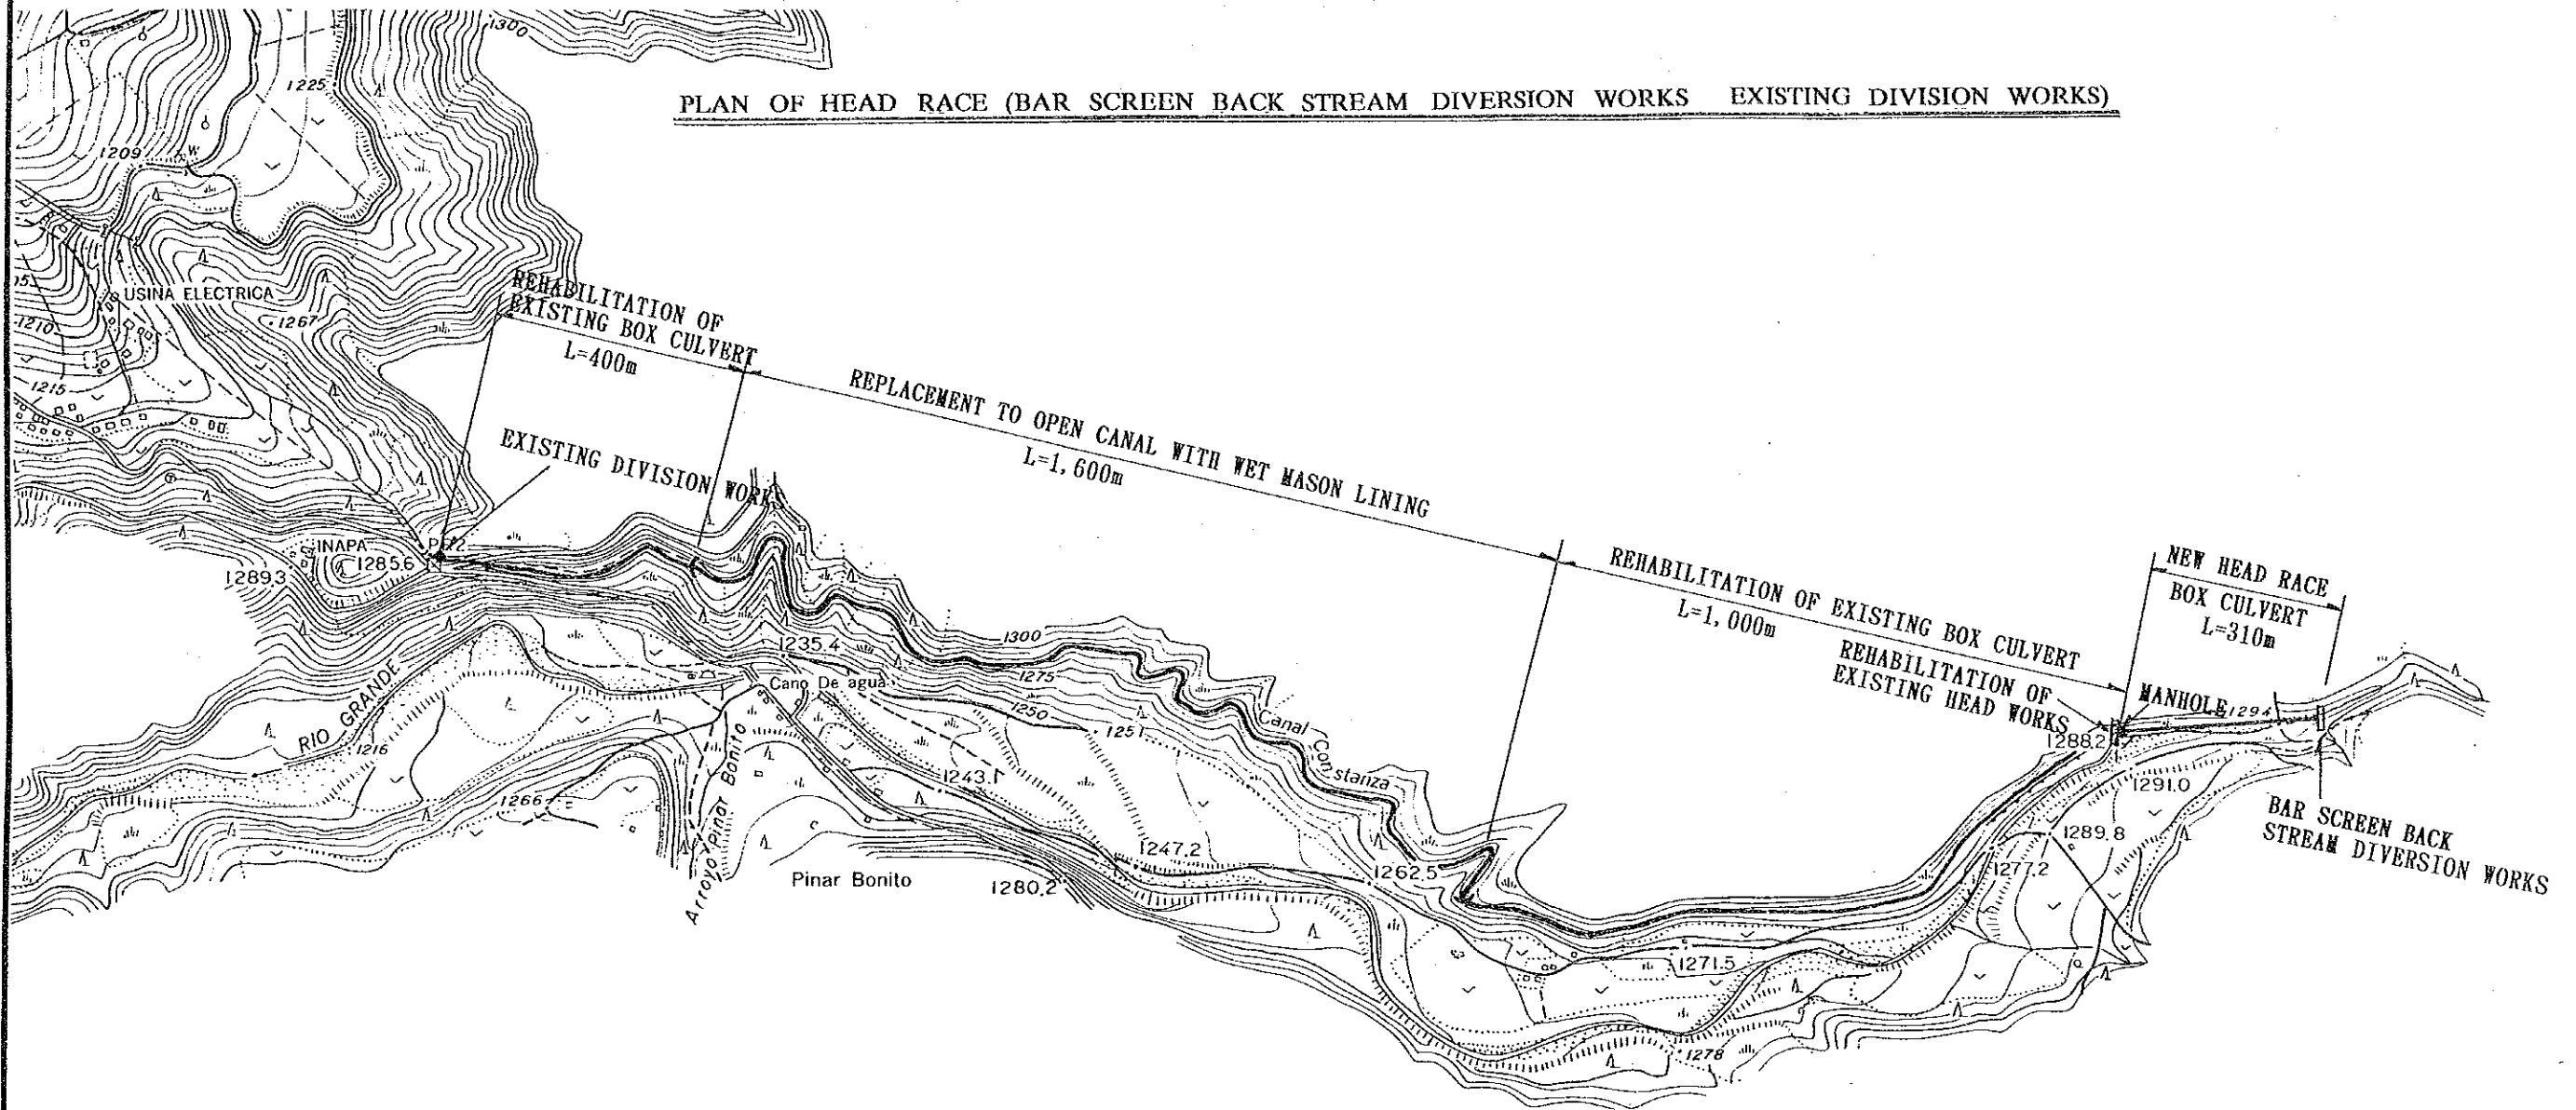 1300
1225
PLAN OF HEAD RACE (BAR SCREEN BACK STREAM DIVERSION WORKS EXISTING DIVISION WORKS)
1209
W
USINA ELECTRICA
1267
1210
1215
REHABILITATION OF
EXISTING BOX CULVERT
L=400m
REPLACEMENT TO OPEN CANAL WITH WET MASON LINING
L=1,600m
EXISTING DIVISION WORKS
INAPA
1285.6
1289.3
REHABILITATION OF EXISTING BOX CULVERT
L=1,000m
NEW HEAD RACE
BOX CULVERT
L=310m
REHABILITATION OF
EXISTING HEAD WORKS
MANHOLE
1294
1288.2
1291.0
1289.8
1277.2
BAR SCREEN BACK
STREAM DIVERSION WORKS
1300
1235.4
1275
Cano De agua
1250
1251
Canal Constanza
RIO GRANDE
1216
1243.1
1266
Arroyo Pinar Bonito
1247.2
1262.5
Pinar Bonito
1280.2
1271.5
1278